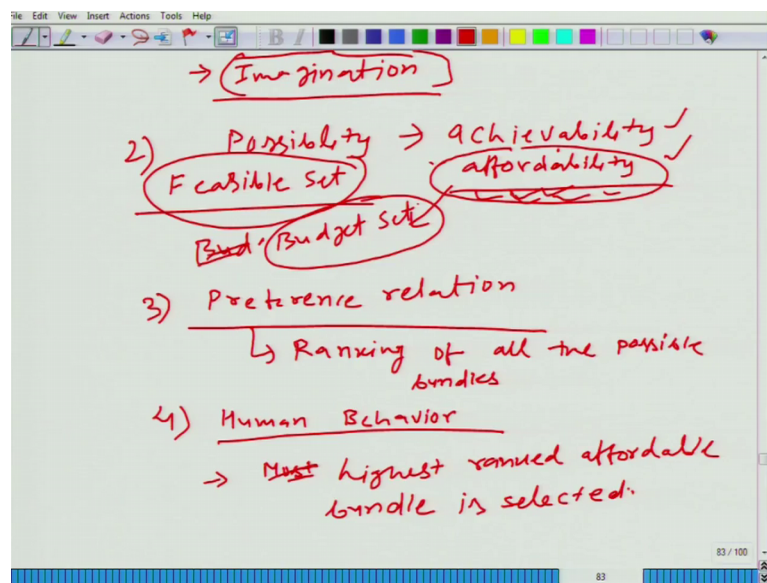 File Edit View Insert Actions Tools Help
→ Imagination
2) Possibility → achievability ✓
Feasible Set affordability ✓
Bud. Budget Set
3) Preference relation
↳ Ranking of all the possible
bundles
4) Human Behavior
→ Most highest ranked affordable
bundle is selected.
83 / 100
83